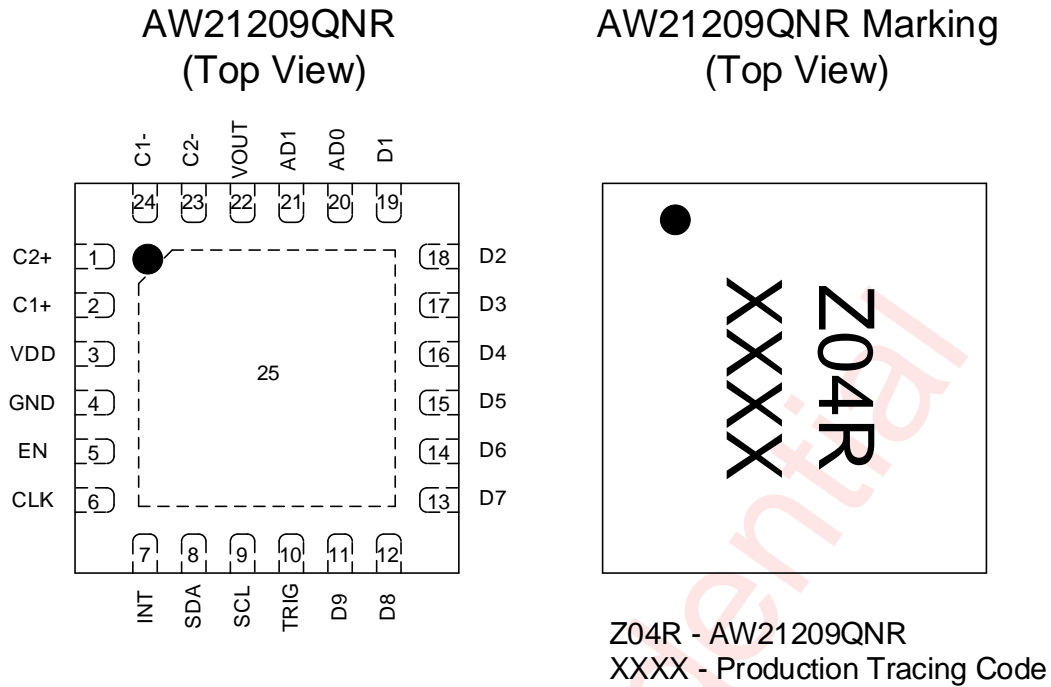 AW21209QNR
(Top View)
AW21209QNR Marking
(Top View)
C1-
C2-
VOUT
AD1
AD0
D1
24
23
22
21
20
19
C2+ 1
C1+ 2
VDD 3
GND 4
EN 5
CLK 6
25
18 D2
17 D3
16 D4
15 D5
14 D6
13 D7
7
8
9
10
11
12
INT
SDA
SCL
TRIG
D9
D8
Z04R
XXXX
Z04R - AW21209QNR
XXXX - Production Tracing Code